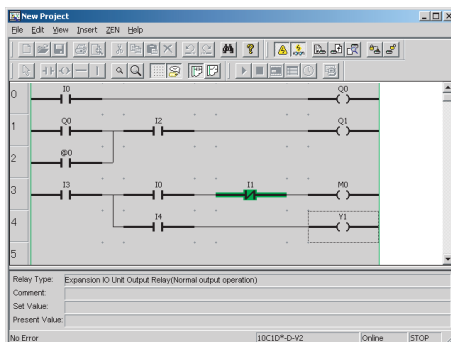 New Project
File Edit View Insert ZEN Help
0 I0 Q0
1 Q0 I2 Q1
2 @0
3 I3 I0 I1 M0
4 I4 Y1
5
Relay Type: Expansion IO Unit Output Relay(Normal output operation)
Comment:
Set Value:
Present Value:
No Error 10C1D*-D-V2 Online STOP